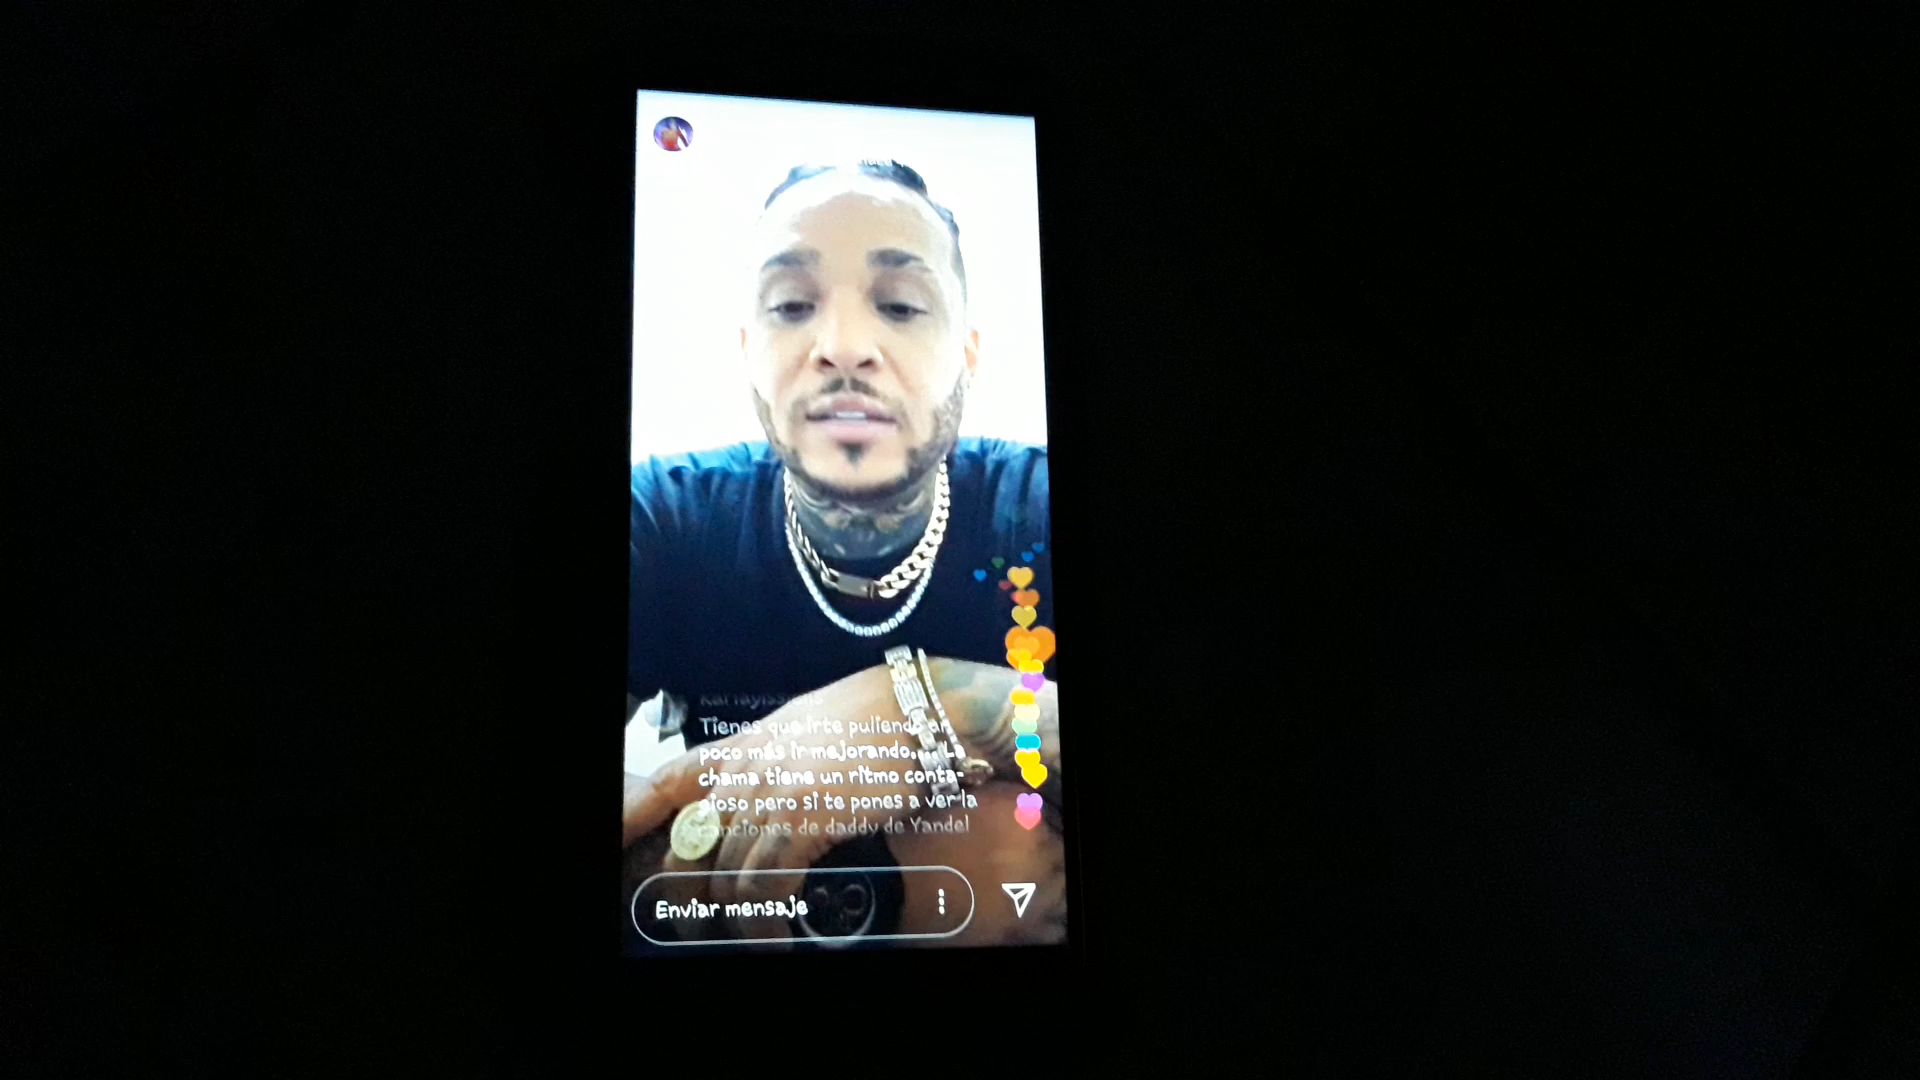 Tienes que irte puliendo un
poco más ir mejorando.... La
chama tiene un ritmo conta-
gioso pero si te pones a ver la
canciones de daddy de Yandel
Enviar mensaje